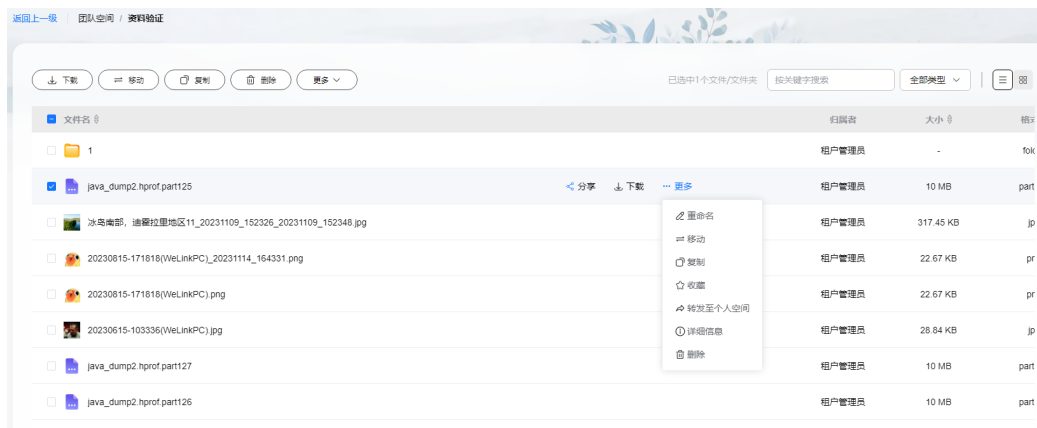 返回上一级 | 团队空间 / 资料验证
下载 移动 复制 删除 更多 已选中1个文件/文件夹 按关键字搜索 全部类型
文件名 归属者 大小
1 租户管理员 -
java_dump2.hprof.part125 分享 下载 ··· 更多 租户管理员 10 MB part
重命名
冰岛南部，迪霍拉里地区11_20231109_152326_20231109_152348.jpg 租户管理员 317.45 KB
移动
复制
20230815-171818(WeLinkPC)_20231114_164331.png 租户管理员 22.67 KB
收藏
20230815-171818(WeLinkPC).png 租户管理员 22.67 KB
转发至个人空间
20230615-103336(WeLinkPC).jpg 详细信息 租户管理员 28.84 KB
删除
java_dump2.hprof.part127 租户管理员 10 MB part
java_dump2.hprof.part126 租户管理员 10 MB part